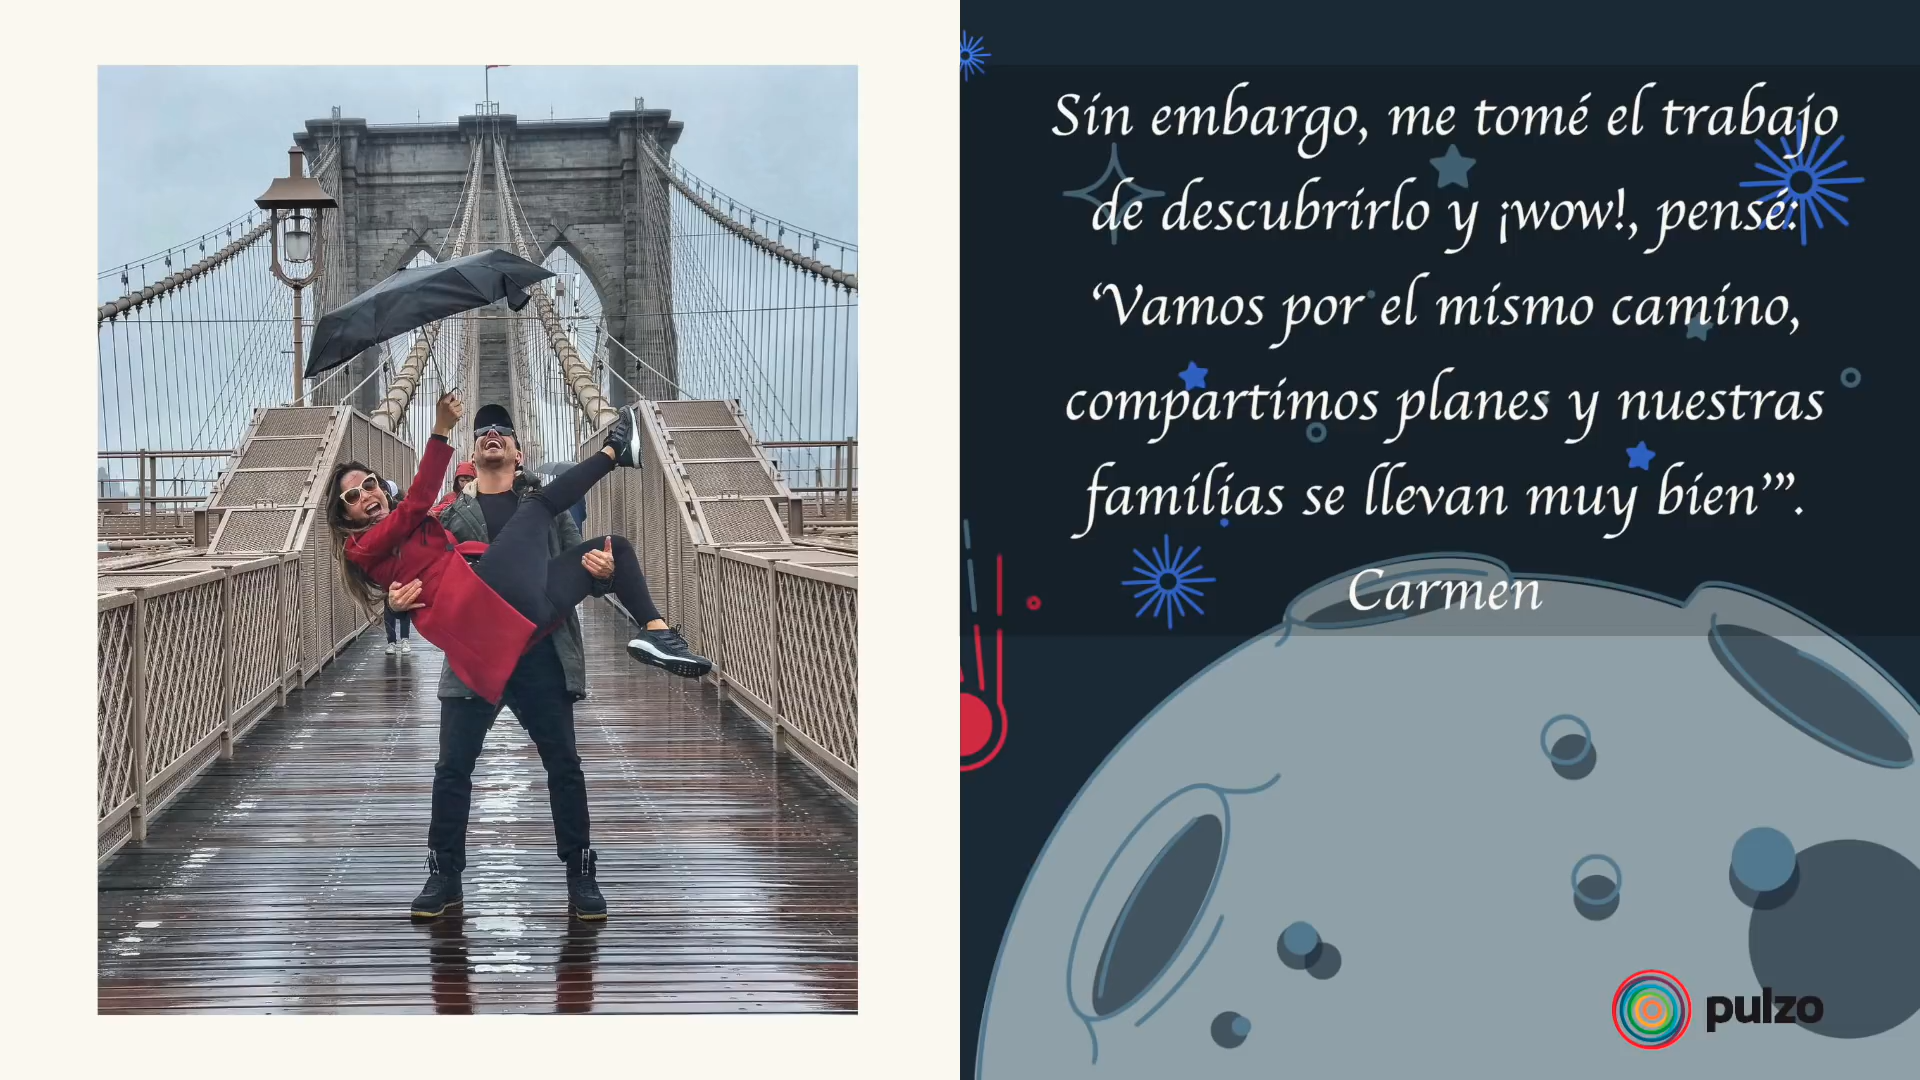 Sin embargo, me tomé el trabajo
de descubrirlo y ¡wow!, pensé:
‘Vamos por el mismo camino,
compartimos planes y nuestras
familias se llevan muy bien’”.
Carmen
pulzo